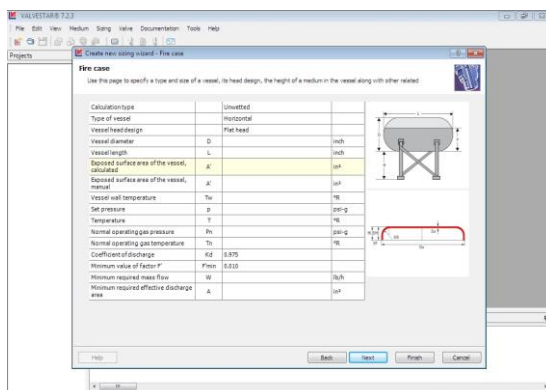 VALVESTAR® 7.2.3
File Edit View Medium Sizing Valve Documentation Tools Help
Projects
Create new sizing wizard - Fire case
Fire case
Use this page to specify a type and size of a vessel, its head design, the height of a medium in the vessel along with other related
Calculation type Unwetted
Type of vessel Horizontal
Vessel head design Flat head
Vessel diameter D inch
Vessel length L inch
Exposed surface area of the vessel, calculated A' in²
Exposed surface area of the vessel, manual A' in²
Vessel wall temperature Tw °R
Set pressure p psi-g
Temperature T °R
Normal operating gas pressure Pn psi-g
Normal operating gas temperature Tn °R
Coefficient of discharge Kd 0.975
Minimum value of factor F' F'min 0.010
Minimum required mass flow W lb/h
Minimum required effective discharge area A in²
Help Back Next Finish Cancel